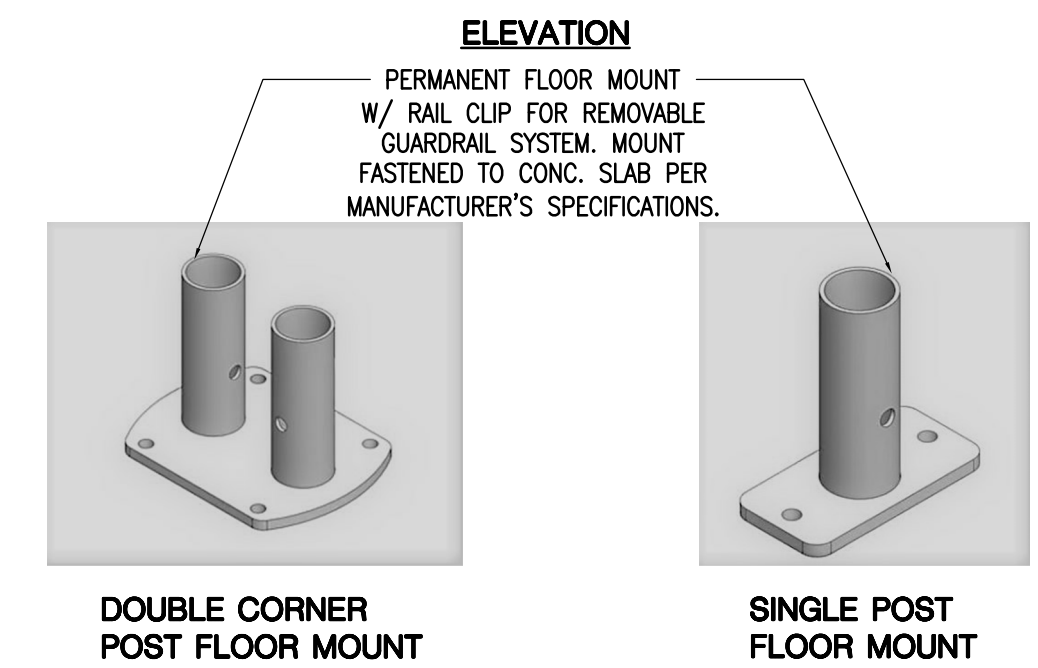 ELEVATION
PERMANENT FLOOR MOUNT
W/ RAIL CLIP FOR REMOVABLE
GUARDRAIL SYSTEM. MOUNT
FASTENED TO CONC. SLAB PER
MANUFACTURER'S SPECIFICATIONS.
DOUBLE CORNER
POST FLOOR MOUNT
SINGLE POST
FLOOR MOUNT